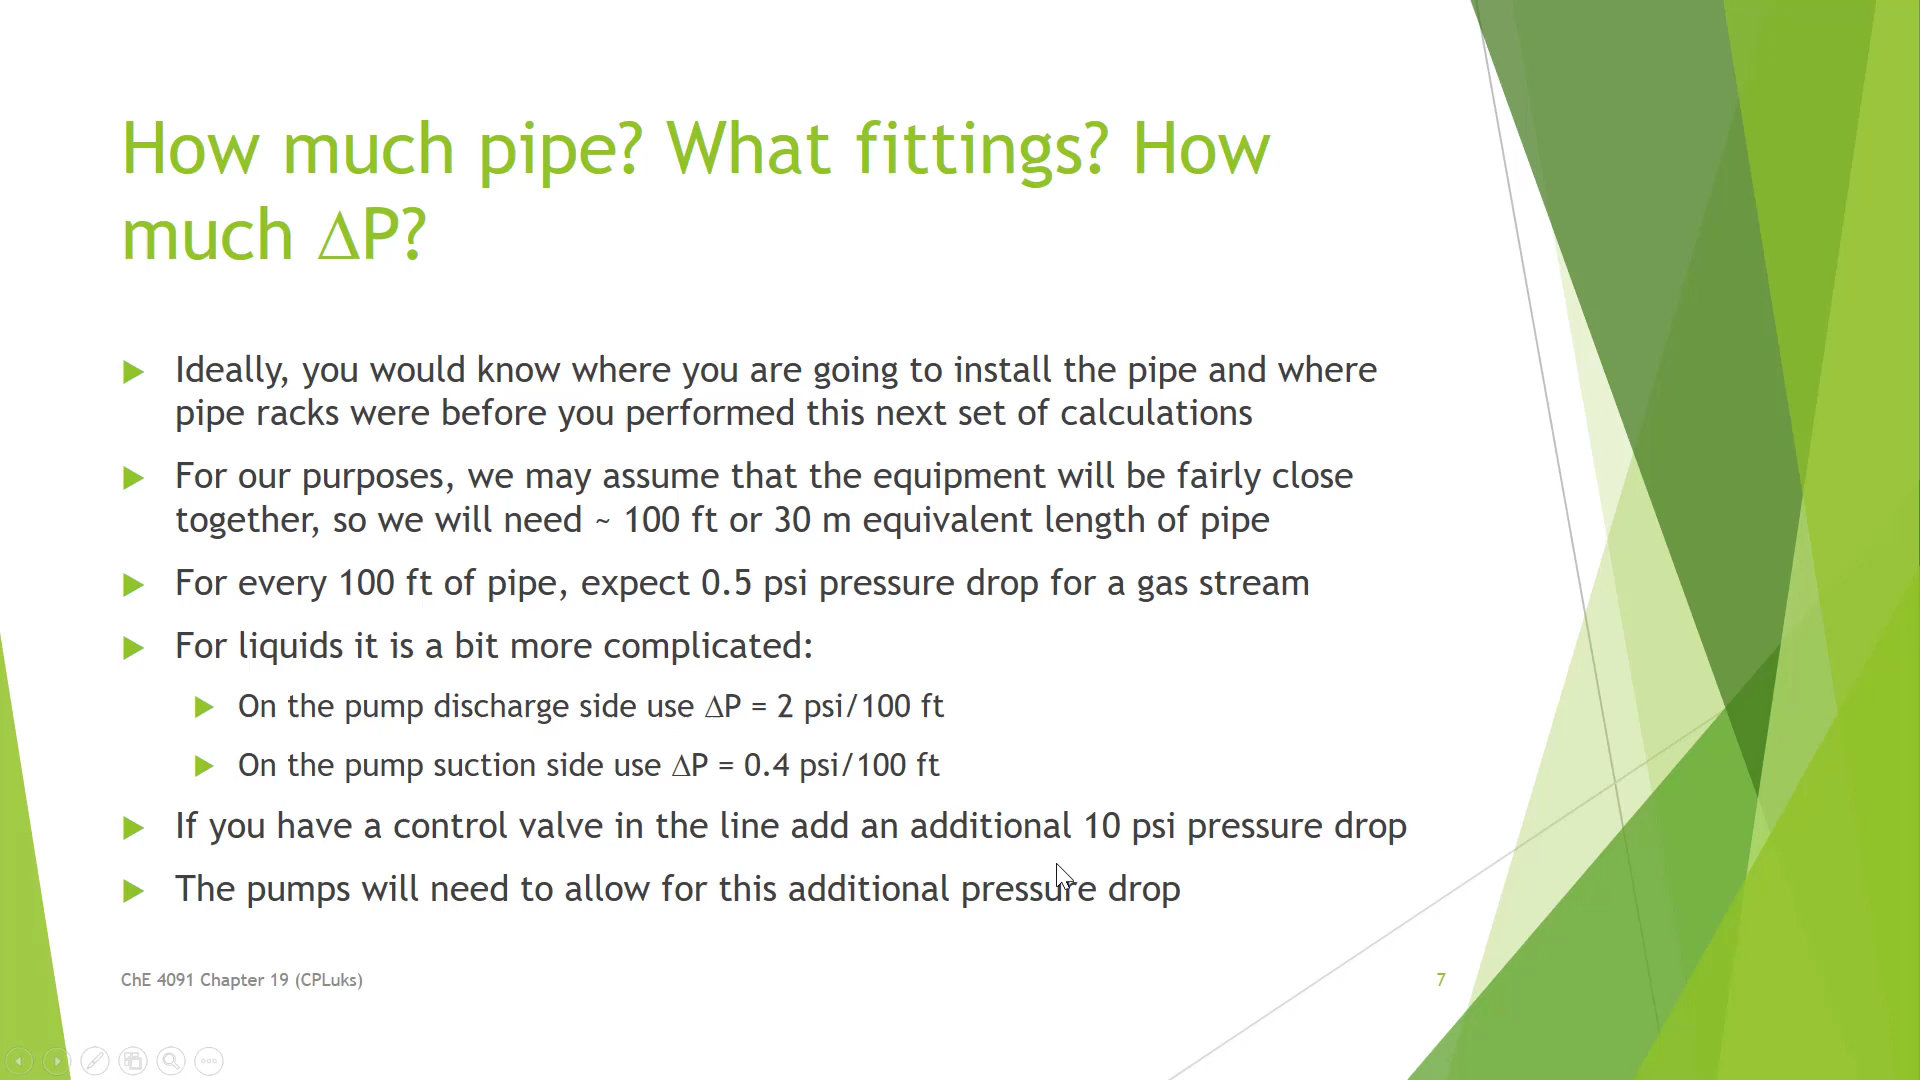 How much pipe? What fittings? How
much ∆P?
Ideally, you would know where you are going to install the pipe and where
pipe racks were before you performed this next set of calculations
For our purposes, we may assume that the equipment will be fairly close
together, so we will need ~ 100 ft or 30 m equivalent length of pipe
For every 100 ft of pipe, expect 0.5 psi pressure drop for a gas stream
For liquids it is a bit more complicated:
On the pump discharge side use ∆P = 2 psi/100 ft
On the pump suction side use ∆P = 0.4 psi/100 ft
If you have a control valve in the line add an additional 10 psi pressure drop
The pumps will need to allow for this additional pressure drop
ChE 4091 Chapter 19 (CPLuks)
7